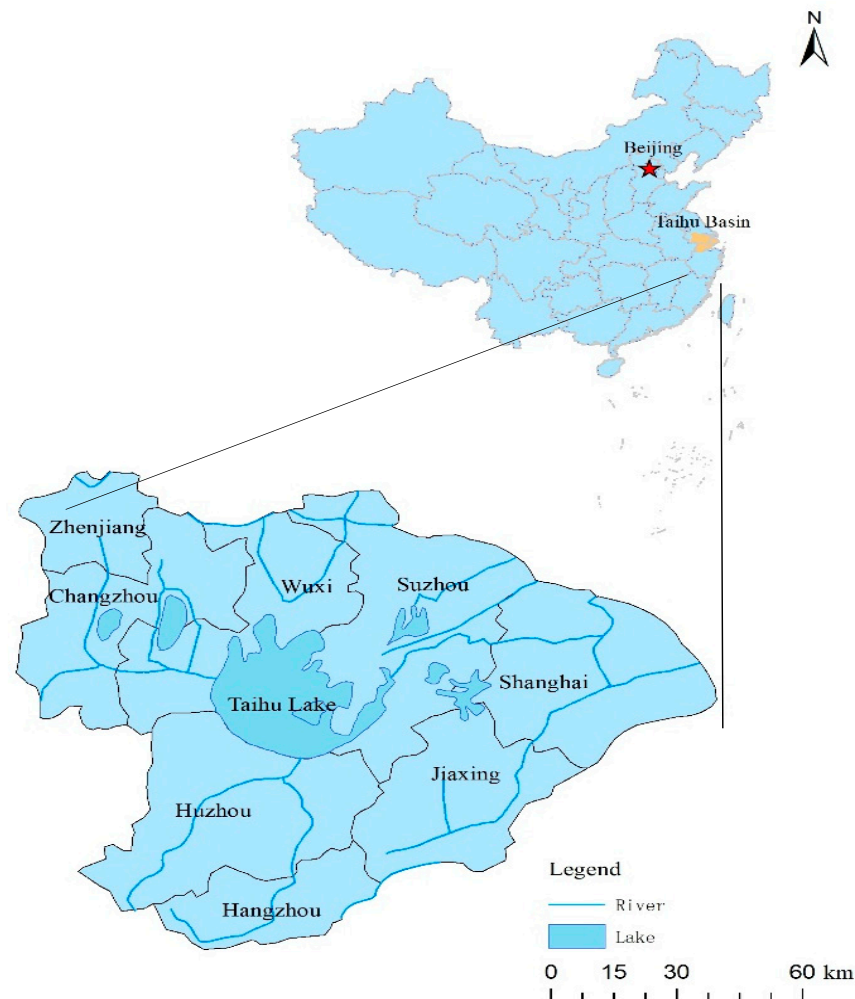 N
Beijing
Taihu Basin
Zhenjiang
Changzhou
Wuxi
Suzhou
Taihu Lake
Shanghai
Jiaxing
Huzhou
Hangzhou
Legend
River
Lake
0 15 30 60 km